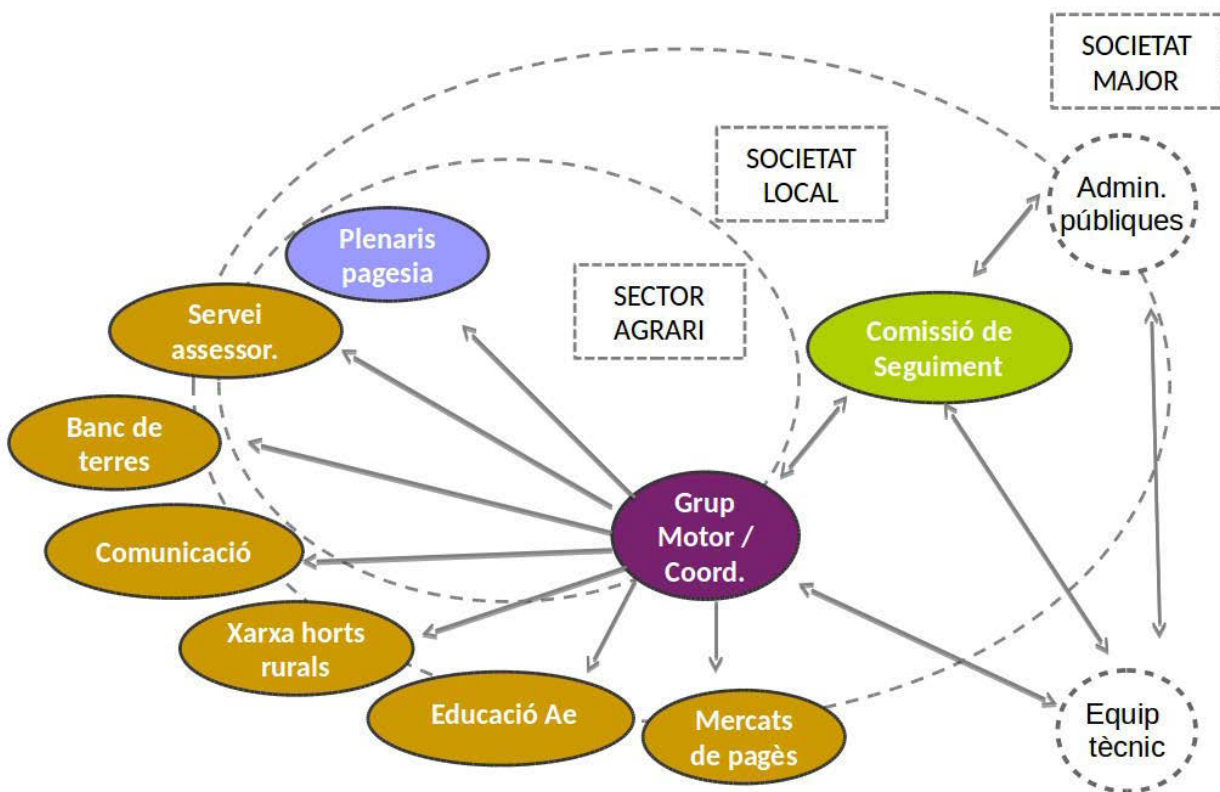 SOCIETAT
MAJOR
SOCIETAT
LOCAL
Admin.
públiques
Plenaris
pagesia
SECTOR
AGRARI
Servei
assessor.
Comissió de
Seguiment
Banc de
terres
Grup
Motor /
Coord.
Comunicació
Xarxa horts
rurals
Educació Ae
Mercats
de pagès
Equip
tècnic